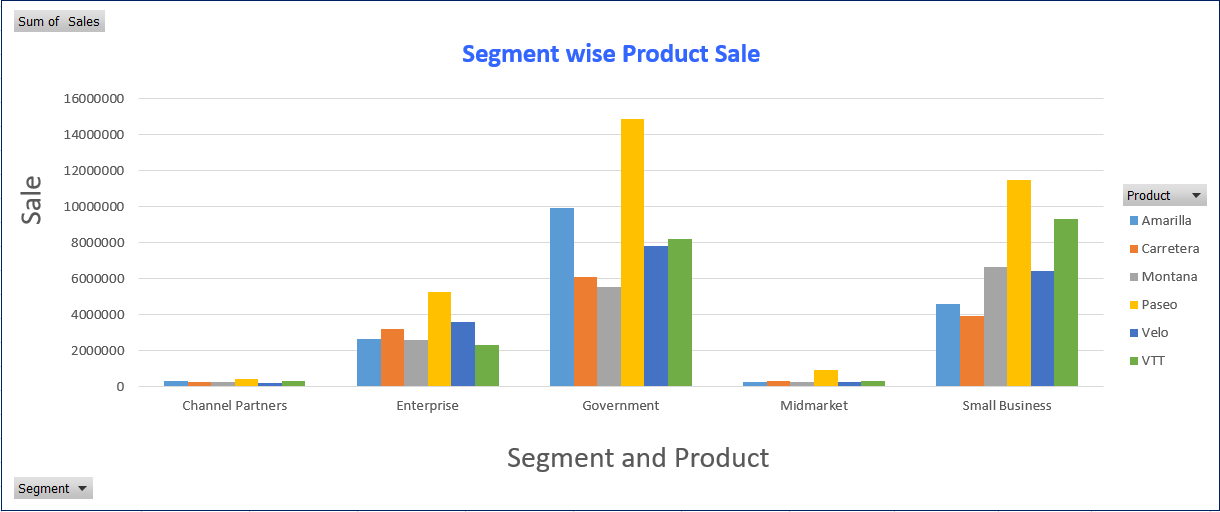 Sum of Sales
Segment wise Product Sale
Sale
16000000
14000000
12000000
10000000
8000000
6000000
4000000
2000000
0
Channel Partners
Enterprise
Government
Midmarket
Small Business
Segment and Product
Product
Amarilla
Carretera
Montana
Paseo
Velo
VTT
Segment